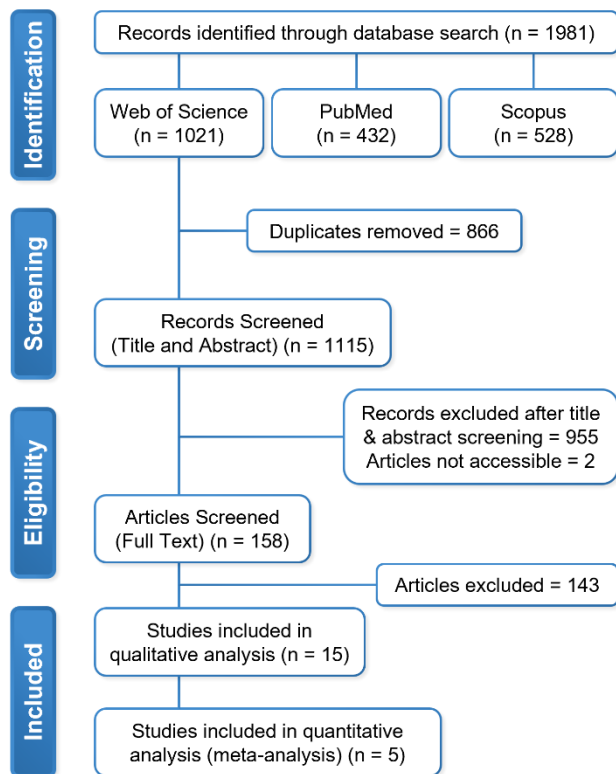 Identification
Records identified through database search (n = 1981)
Web of Science
(n = 1021)
PubMed
(n = 432)
Scopus
(n = 528)
Screening
Duplicates removed = 866
Records Screened
(Title and Abstract) (n = 1115)
Eligibility
Records excluded after title
& abstract screening = 955
Articles not accessible = 2
Articles Screened
(Full Text) (n = 158)
Articles excluded = 143
Included
Studies included in
qualitative analysis (n = 15)
Studies included in quantitative
analysis (meta-analysis) (n = 5)